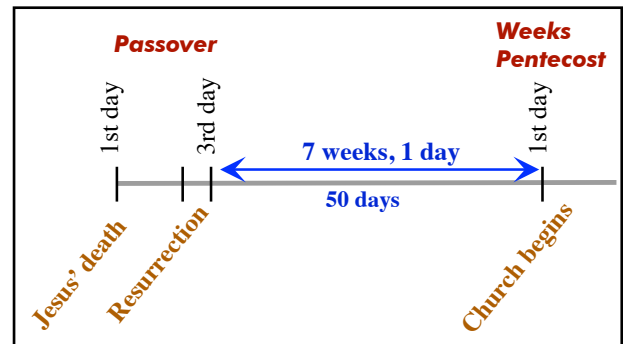 Passover
Weeks
Pentecost
1st day
3rd day
1st day
7 weeks, 1 day
50 days
Jesus’ death
Resurrection
Church begins